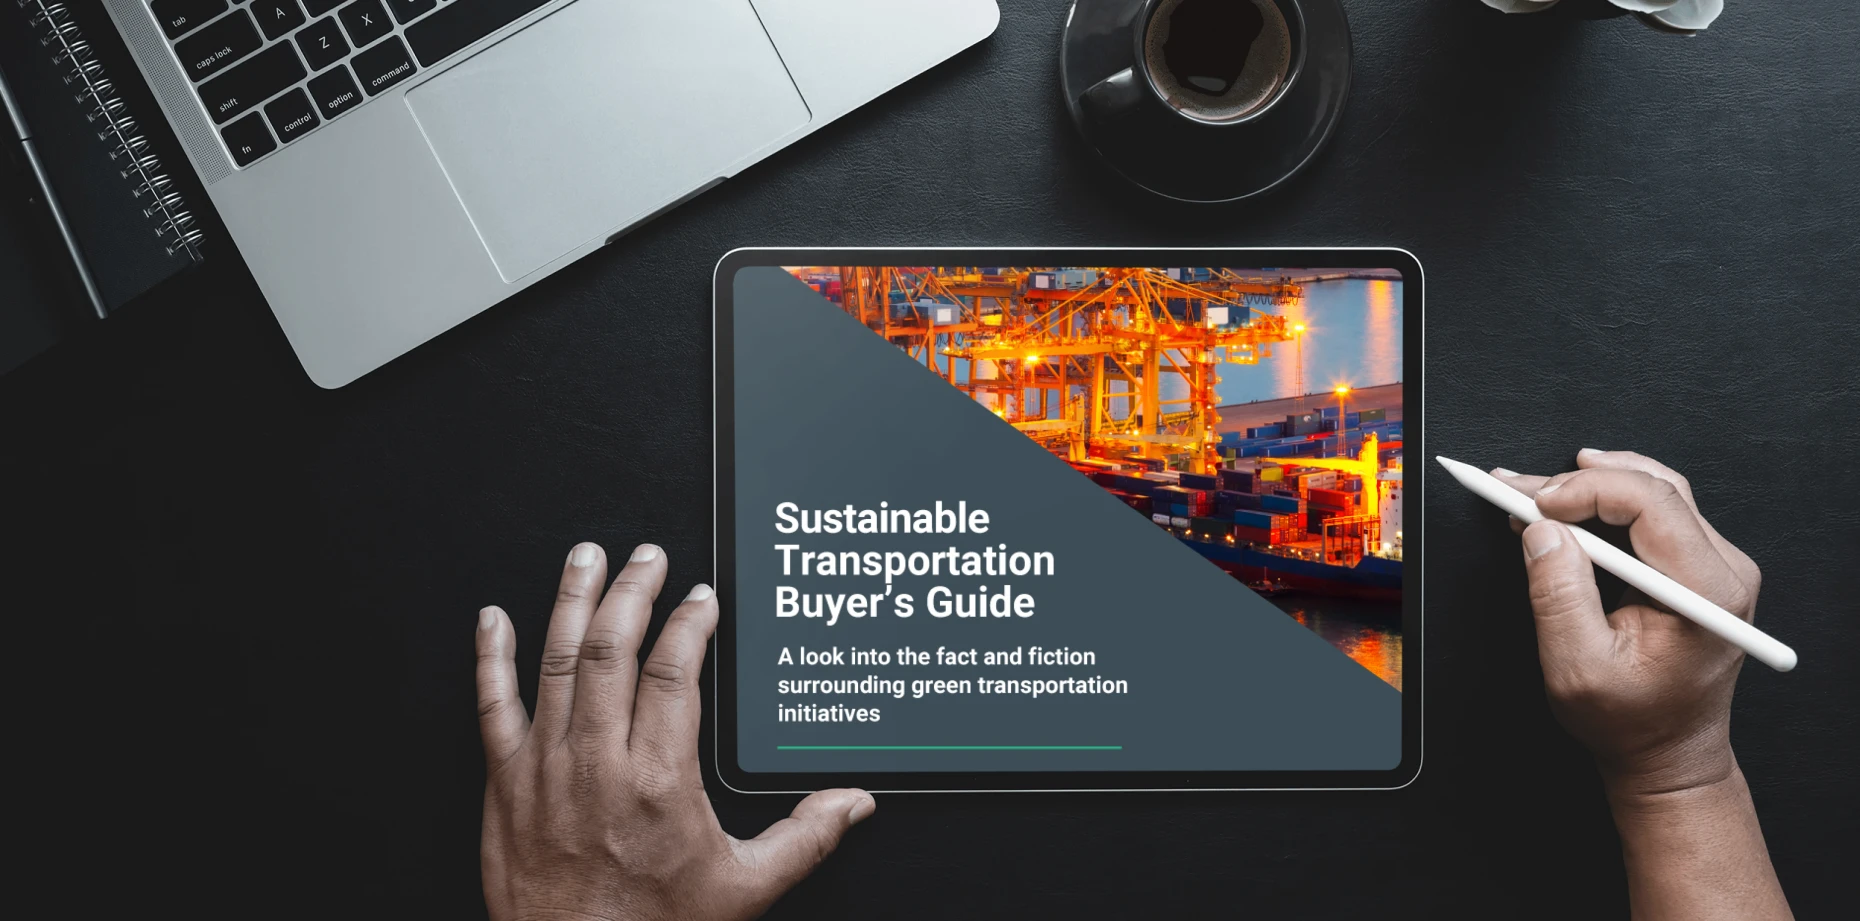 tab
A
caps lock
Z
X
shift
fn
control
option
command
Sustainable
Transportation
Buyer's Guide
A look into the fact and fiction
surrounding green transportation
initiatives